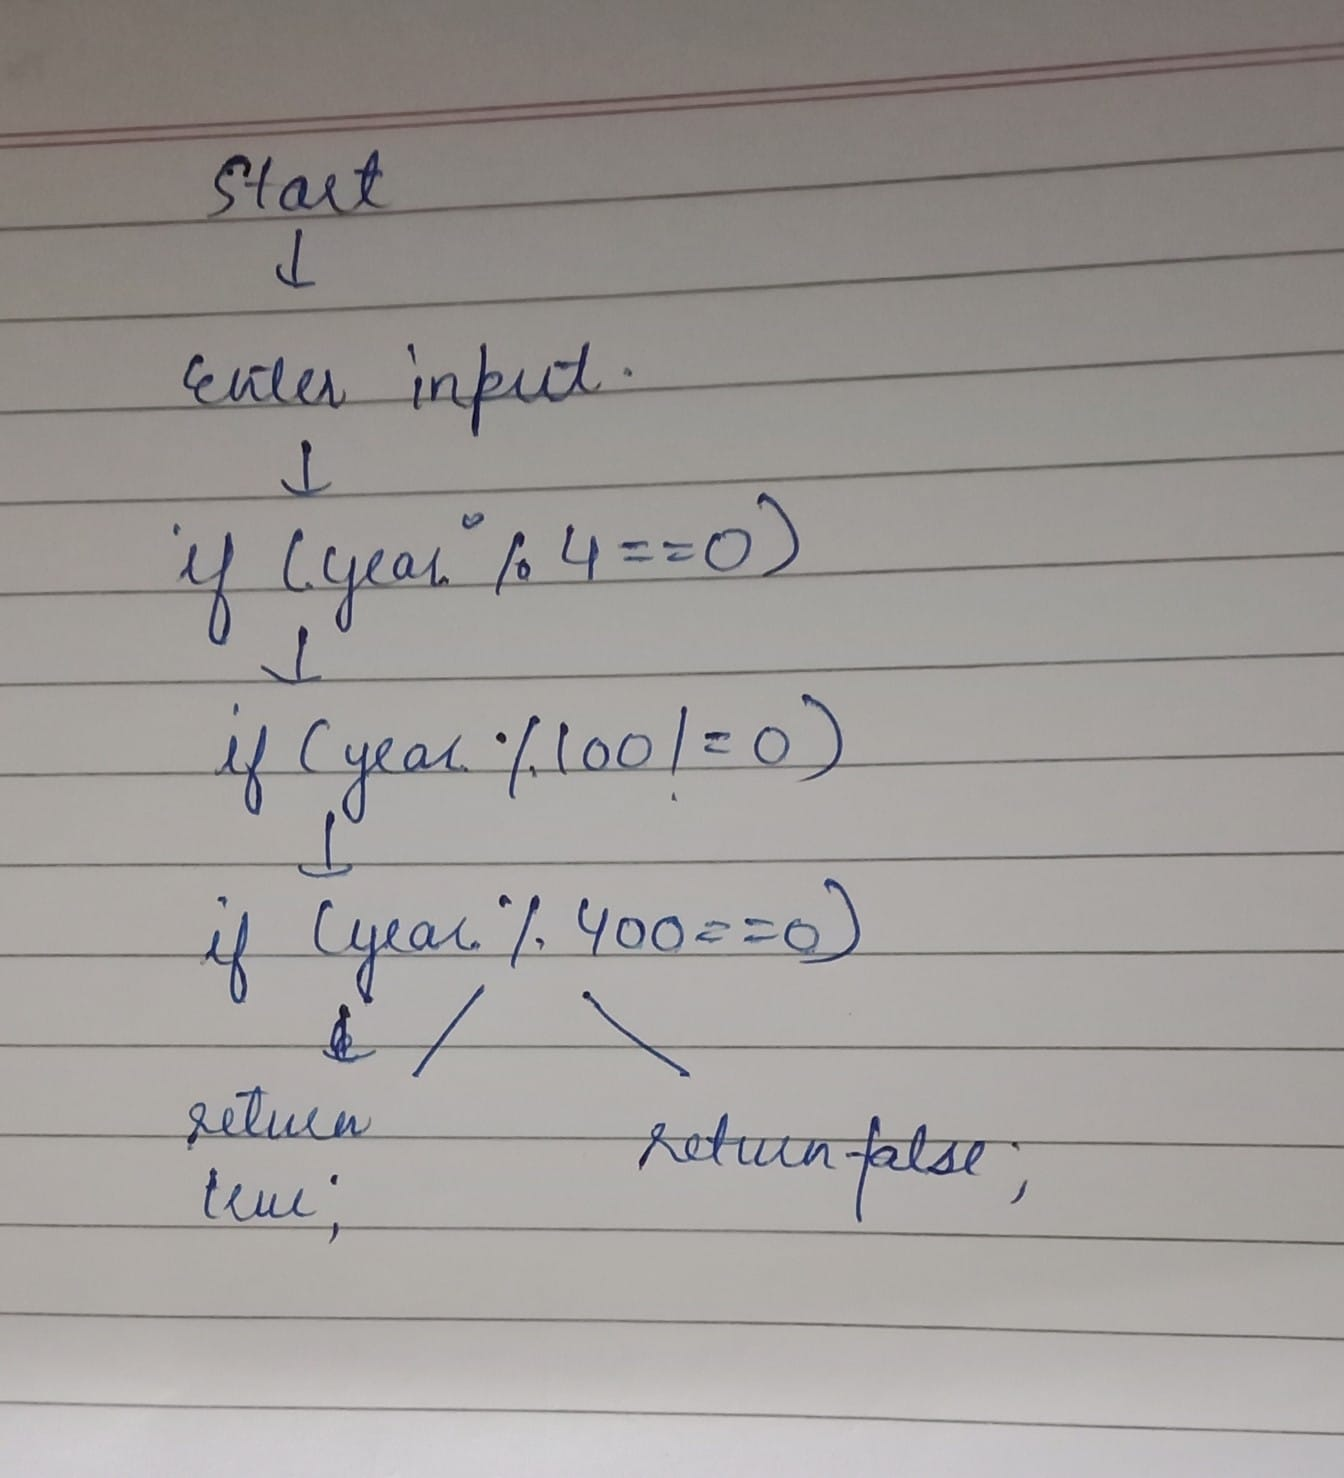 Start
↓
Enter input.
↓
if (year % 4 == 0)
↓
if (year % 100 != 0)
↓
if (year % 400 == 0)
return return false;
true;